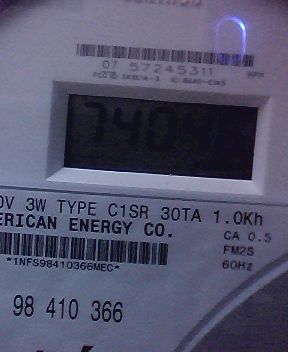 07 57245311
7404
0V 3W TYPE C1SR 30TA 1.0Kh
ERICAN ENERGY CO.
CA 0.5
FM2S
60Hz
*1NFS98410366MEC*
98 410 366